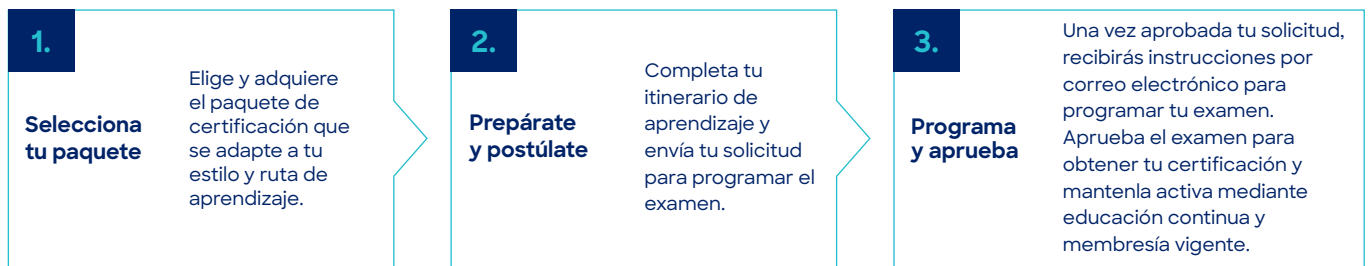 1.
Selecciona
tu paquete
Elige y adquiere
el paquete de
certificación que
se adapte a tu
estilo y ruta de
aprendizaje.
2.
Prepárate
y postúlate
Completa tu
itinerario de
aprendizaje y
envía tu solicitud
para programar el
examen.
3.
Programa
y aprueba
Una vez aprobada tu solicitud,
recibirás instrucciones por
correo electrónico para
programar tu examen.
Aprueba el examen para
obtener tu certificación y
mantenla activa mediante
educación continua y
membresía vigente.